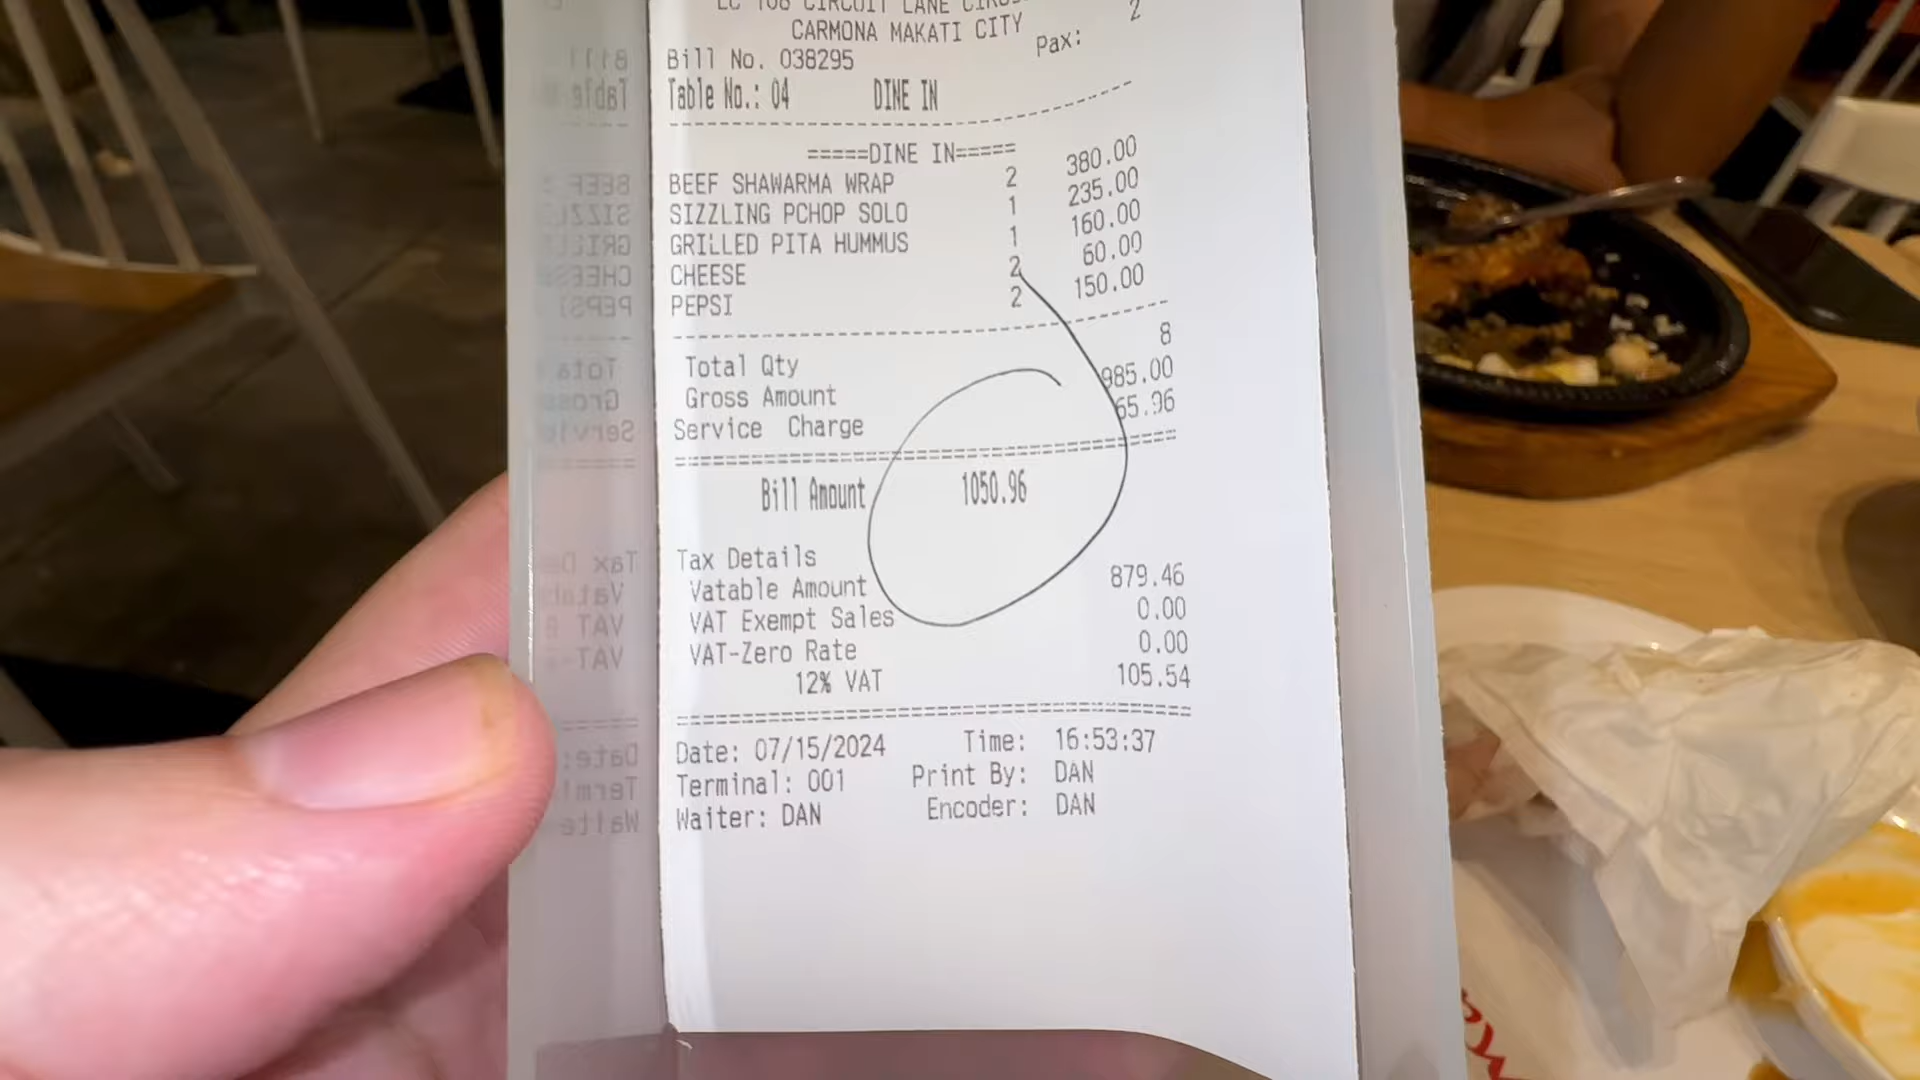 LC 108 CIRCUIT LANE
CARMONA MAKATI CITY
Bill No. 038295 Pax: 2
Table No.: 04 DINE IN
=====DINE IN=====
BEEF SHAWARMA WRAP 2 380.00
SIZZLING PCHOP SOLO 1 235.00
GRILLED PITA HUMMUS 1 160.00
CHEESE 2 60.00
PEPSI 2 150.00
Total Qty 8
Gross Amount 985.00
Service Charge 65.96
Bill Amount 1050.96
Tax Details
Vatable Amount 879.46
VAT Exempt Sales 0.00
VAT-Zero Rate 0.00
12% VAT 105.54
Date: 07/15/2024 Time: 16:53:37
Terminal: 001 Print By: DAN
Waiter: DAN Encoder: DAN